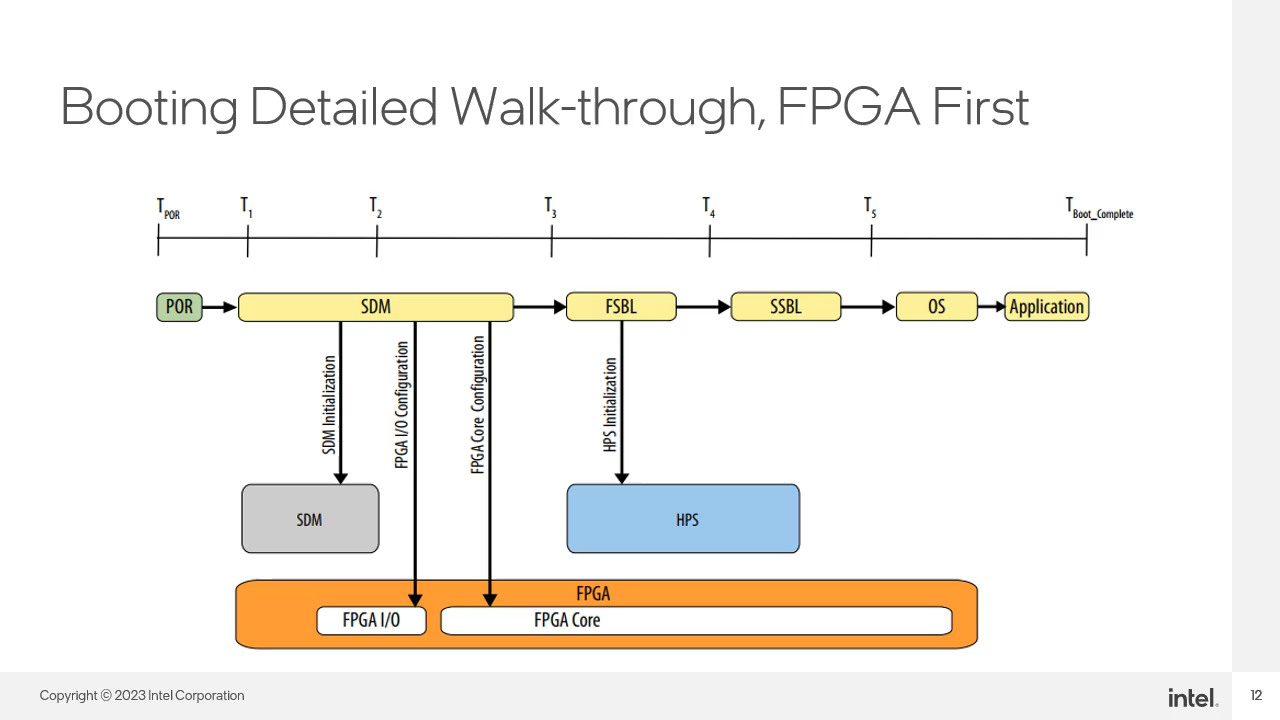 Booting Detailed Walk-through, FPGA First
T_POR T_1 T_2 T_3 T_4 T_5 T_Boot_Complete
POR SDM FSBL SSBL OS Application
SDM Initialization
FPGA I/O Configuration
FPGA Core Configuration
HPS Initialization
SDM HPS
FPGA
FPGA I/O FPGA Core
Copyright © 2023 Intel Corporation intel. 12